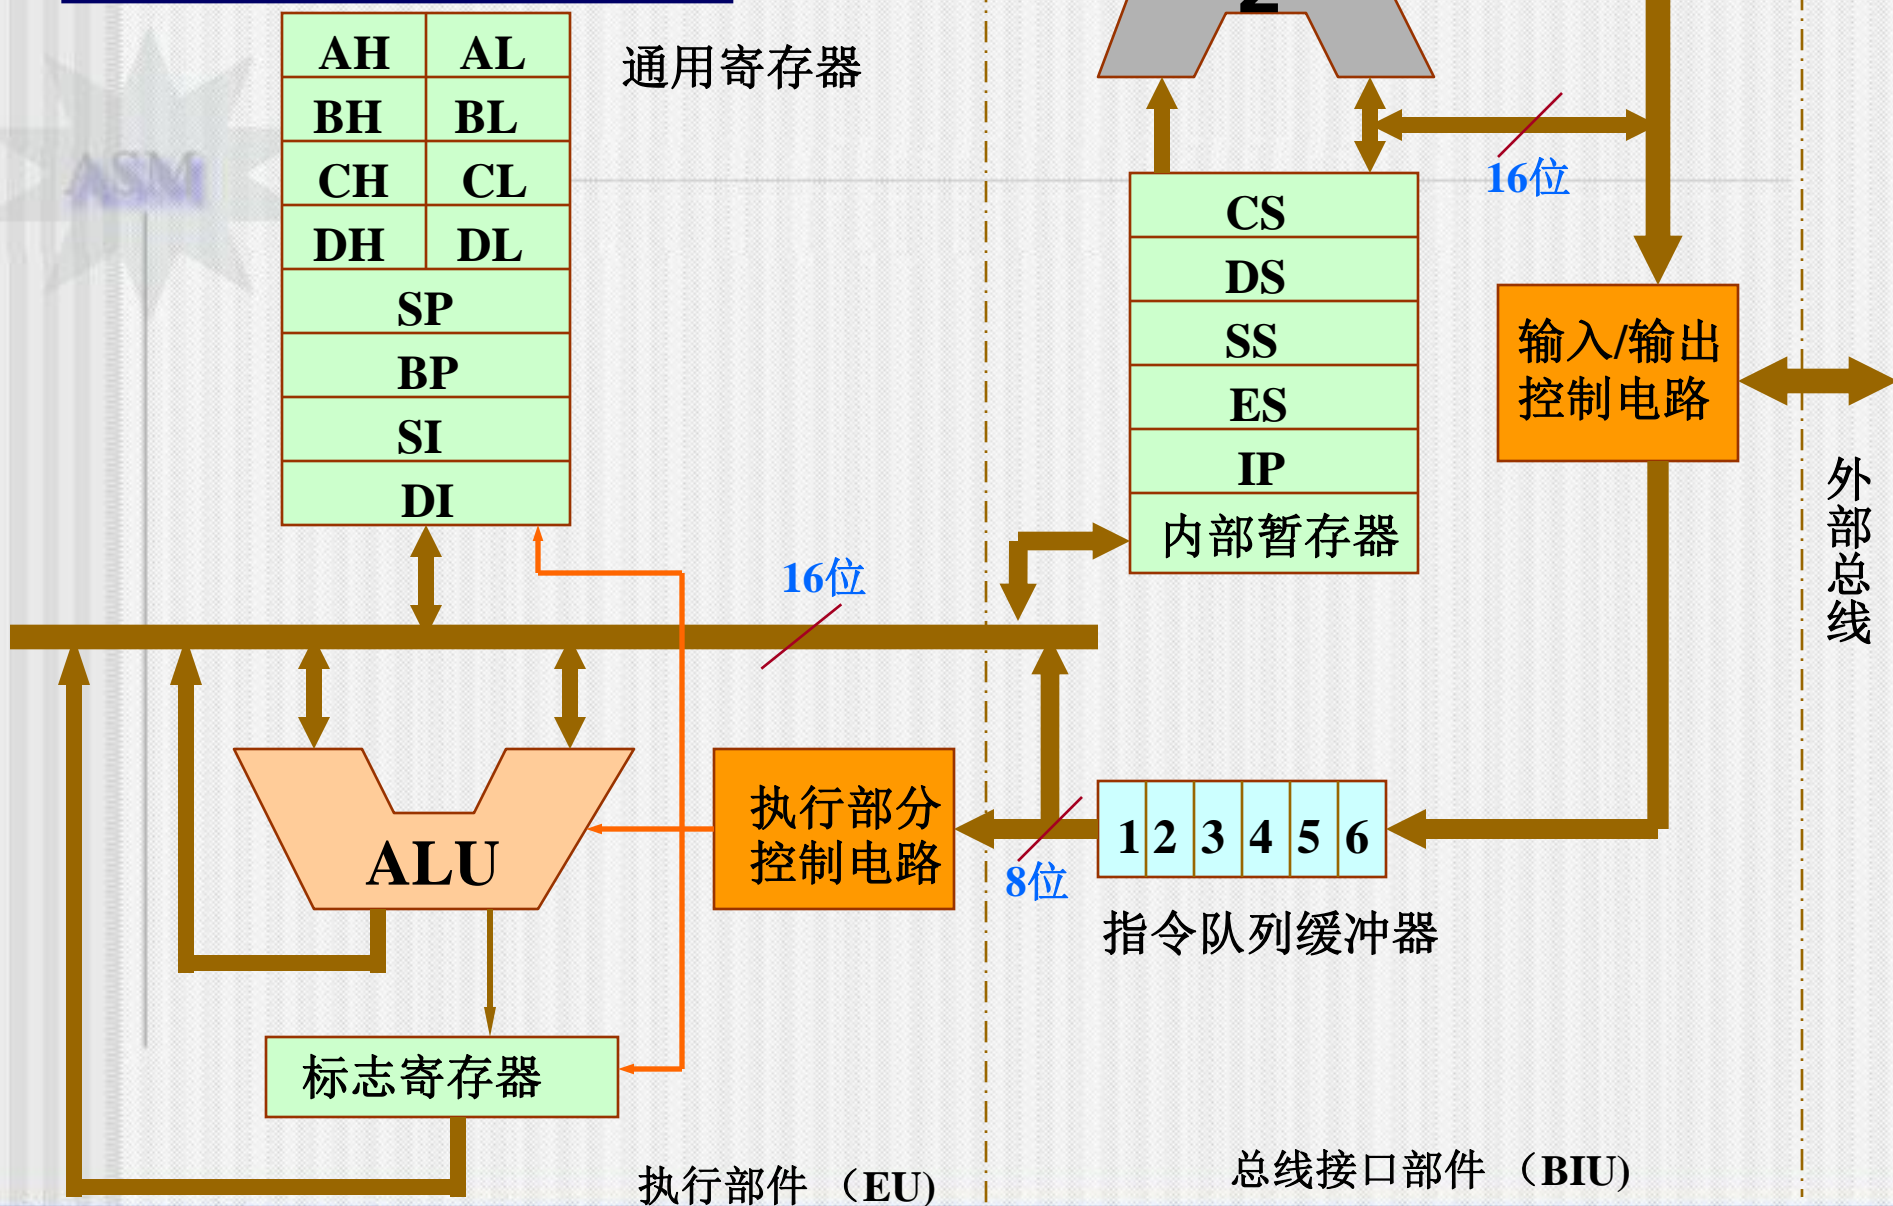 AH AL
通用寄存器
BH BL
CH CL
DH DL
SP
BP
SI
DI
ASM
16位
CS
DS
SS
ES
IP
内部暂存器
输入/输出
控制电路
外部总线
16位
ALU
执行部分
控制电路
8位
1 2 3 4 5 6
指令队列缓冲器
标志寄存器
执行部件 （EU)
总线接口部件 （BIU)